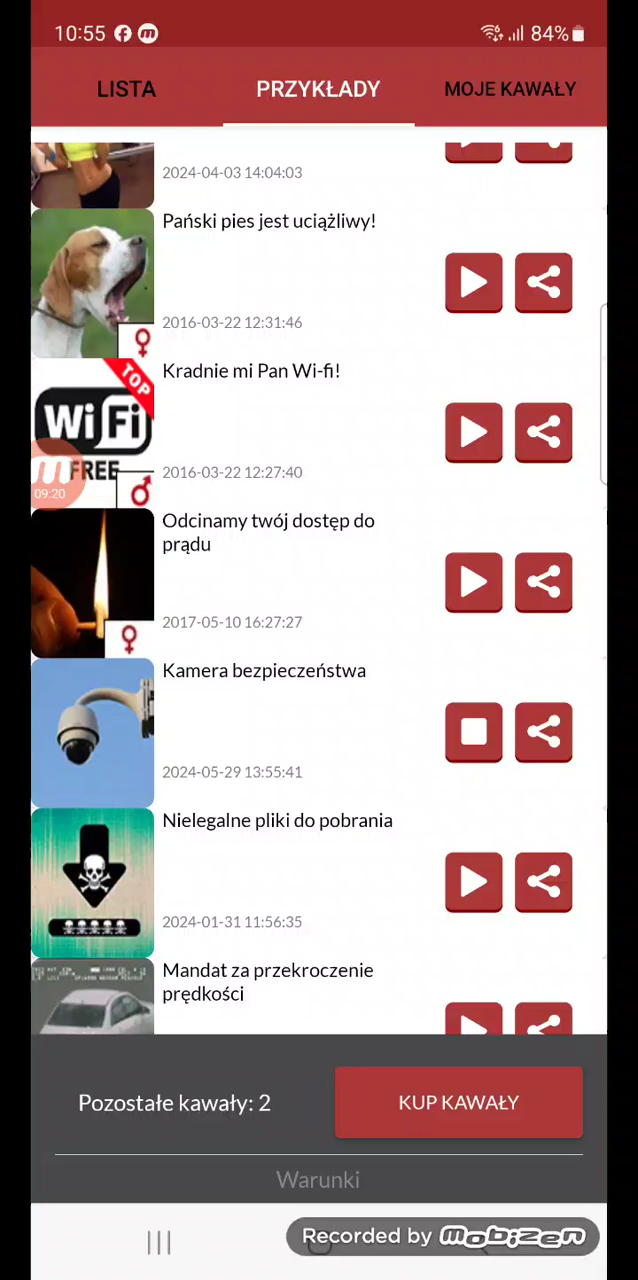 10:55
84%
LISTA
PRZYKŁADY
MOJE KAWAŁY
2024-04-03 14:04:03
Pański pies jest uciążliwy!
2016-03-22 12:31:46
Kradnie mi Pan Wi-fi!
TOP
Wi Fi
FREE
09:20
2016-03-22 12:27:40
Odcinamy twój dostęp do
prądu
2017-05-10 16:27:27
Kamera bezpieczeństwa
2024-05-29 13:55:41
Nielegalne pliki do pobrania
2024-01-31 11:56:35
Mandat za przekroczenie
prędkości
Pozostałe kawały: 2
KUP KAWAŁY
Warunki
Recorded by mobizen